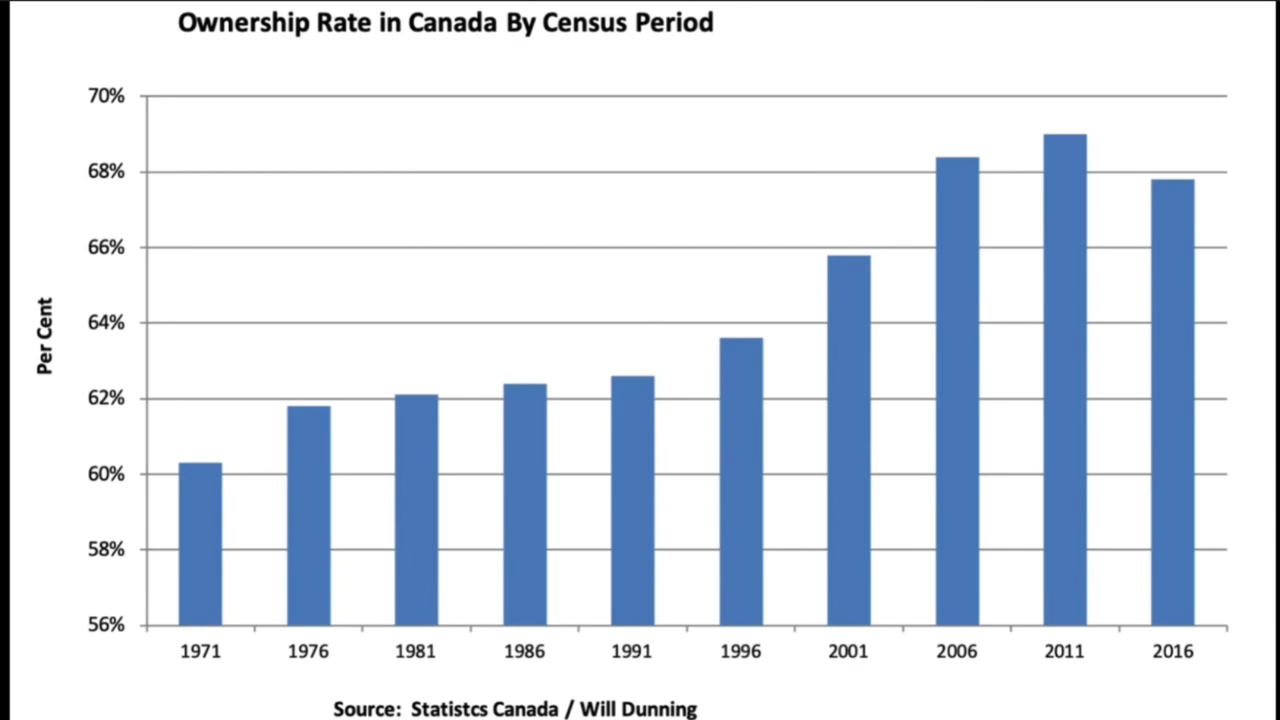 Ownership Rate in Canada By Census Period
70%
68%
66%
64%
62%
60%
58%
56%
Per Cent
1971 1976 1981 1986 1991 1996 2001 2006 2011 2016
Source: Statistcs Canada / Will Dunning